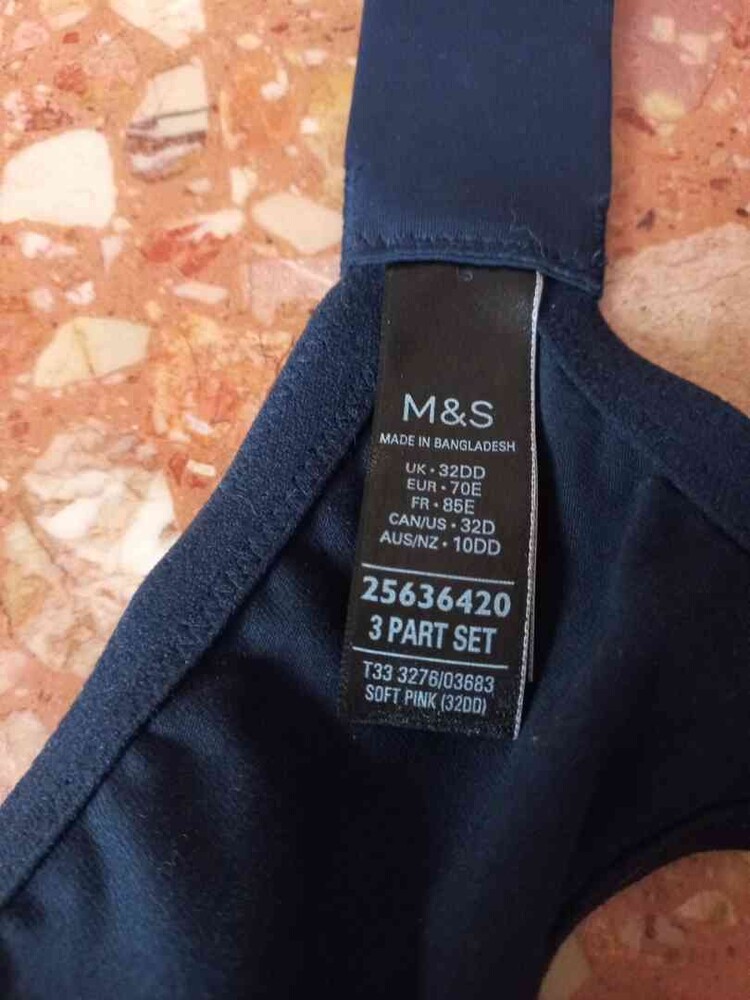 M&S
MADE IN BANGLADESH
UK • 32DD
EUR • 70E
FR • 85E
CAN/US • 32D
AUS/NZ • 10DD
25636420
3 PART SET
T33 3276/03683
SOFT PINK (32DD)